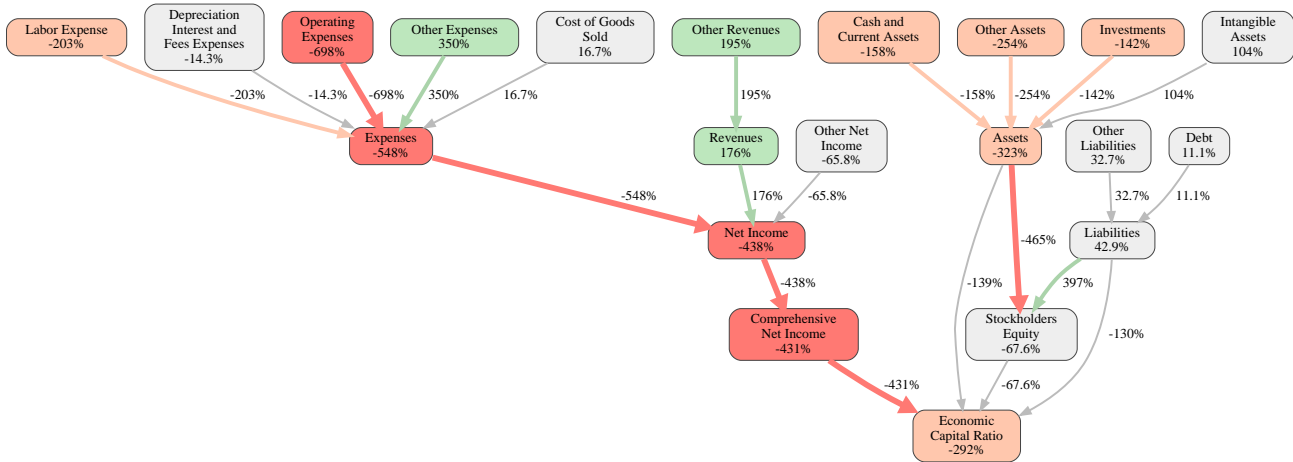 Labor Expense
-203%
Depreciation
Interest and
Fees Expenses
-14.3%
Operating
Expenses
-698%
Other Expenses
350%
Cost of Goods
Sold
16.7%
Other Revenues
195%
Cash and
Current Assets
-158%
Other Assets
-254%
Investments
-142%
Intangible
Assets
104%
-203%
-14.3%
-698%
350%
16.7%
195%
-158%
-254%
-142%
104%
Expenses
-548%
Revenues
176%
Other Net
Income
-65.8%
Assets
-323%
Other
Liabilities
32.7%
Debt
11.1%
-548%
176%
-65.8%
32.7%
11.1%
Net Income
-438%
-465%
Liabilities
42.9%
-438%
-139%
397%
Comprehensive
Net Income
-431%
Stockholders
Equity
-67.6%
-130%
-431%
-67.6%
Economic
Capital Ratio
-292%